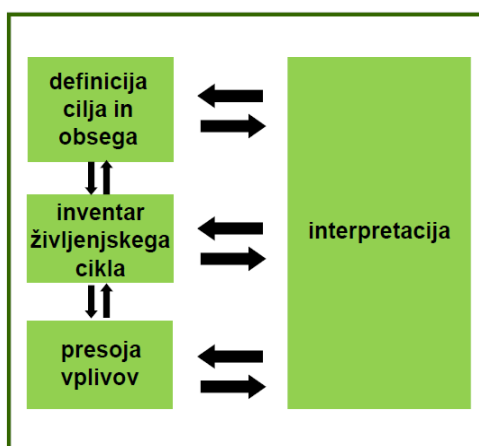 definicija
cilja in
obsega
inventar
življenjskega
cikla
interpretacija
presoja
vplivov